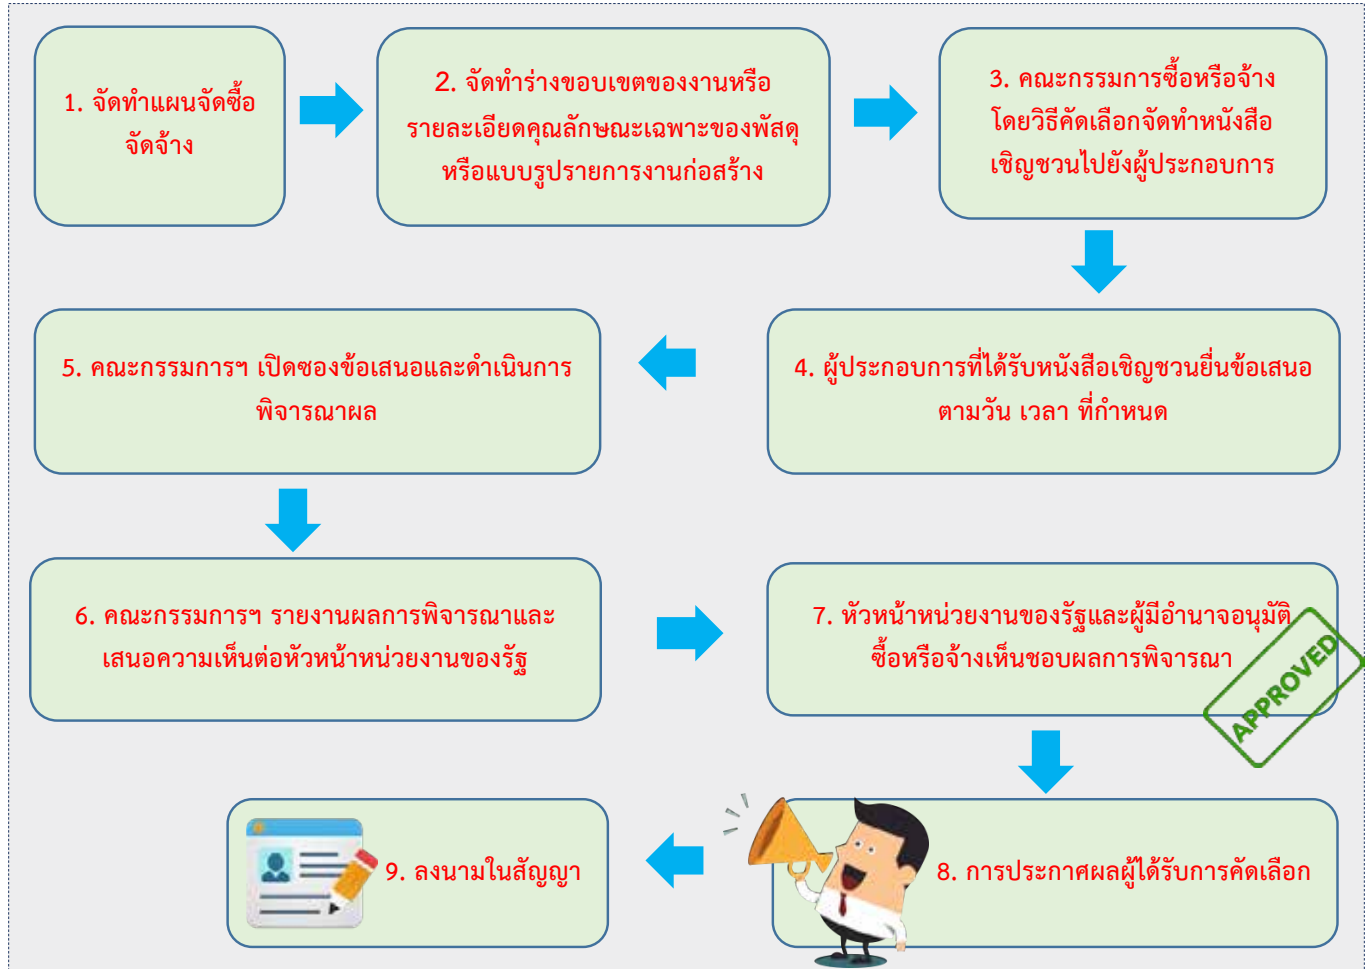 1. จัดทำแผนจัดซื้อ
จัดจ้าง
2. จัดทำร่างขอบเขตของงานหรือ
รายละเอียดคุณลักษณะเฉพาะของพัสดุ
หรือแบบรูปรายการงานก่อสร้าง
3. คณะกรรมการซื้อหรือจ้าง
โดยวิธีคัดเลือกจัดทำหนังสือ
เชิญชวนไปยังผู้ประกอบการ
4. ผู้ประกอบการที่ได้รับหนังสือเชิญชวนยื่นข้อเสนอ
ตามวัน เวลา ที่กำหนด
5. คณะกรรมการฯ เปิดซองข้อเสนอและดำเนินการ
พิจารณาผล
6. คณะกรรมการฯ รายงานผลการพิจารณาและ
เสนอความเห็นต่อหัวหน้าหน่วยงานของรัฐ
7. หัวหน้าหน่วยงานของรัฐและผู้มีอำนาจอนุมัติ
ซื้อหรือจ้างเห็นชอบผลการพิจารณา
APPROVED
8. การประกาศผลผู้ได้รับการคัดเลือก
9. ลงนามในสัญญา